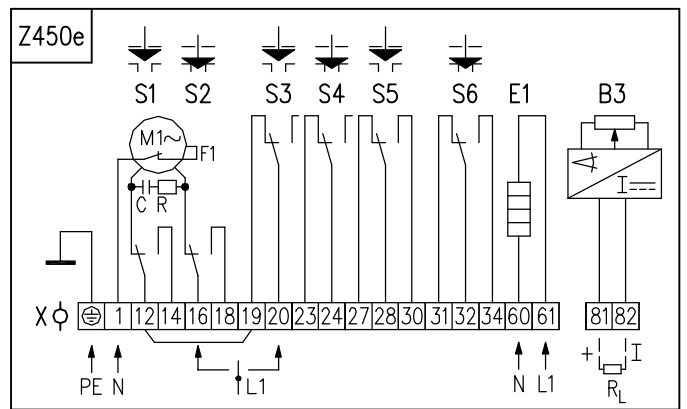 Z450e
S1 S2 S3 S4 S5 S6 E1 B3
M1~
F1
C R
I
X 1 12 14 16 18 19 20 23 24 27 28 30 31 32 34 60 61 81 82
+ I
PE N L1 N L1 RL